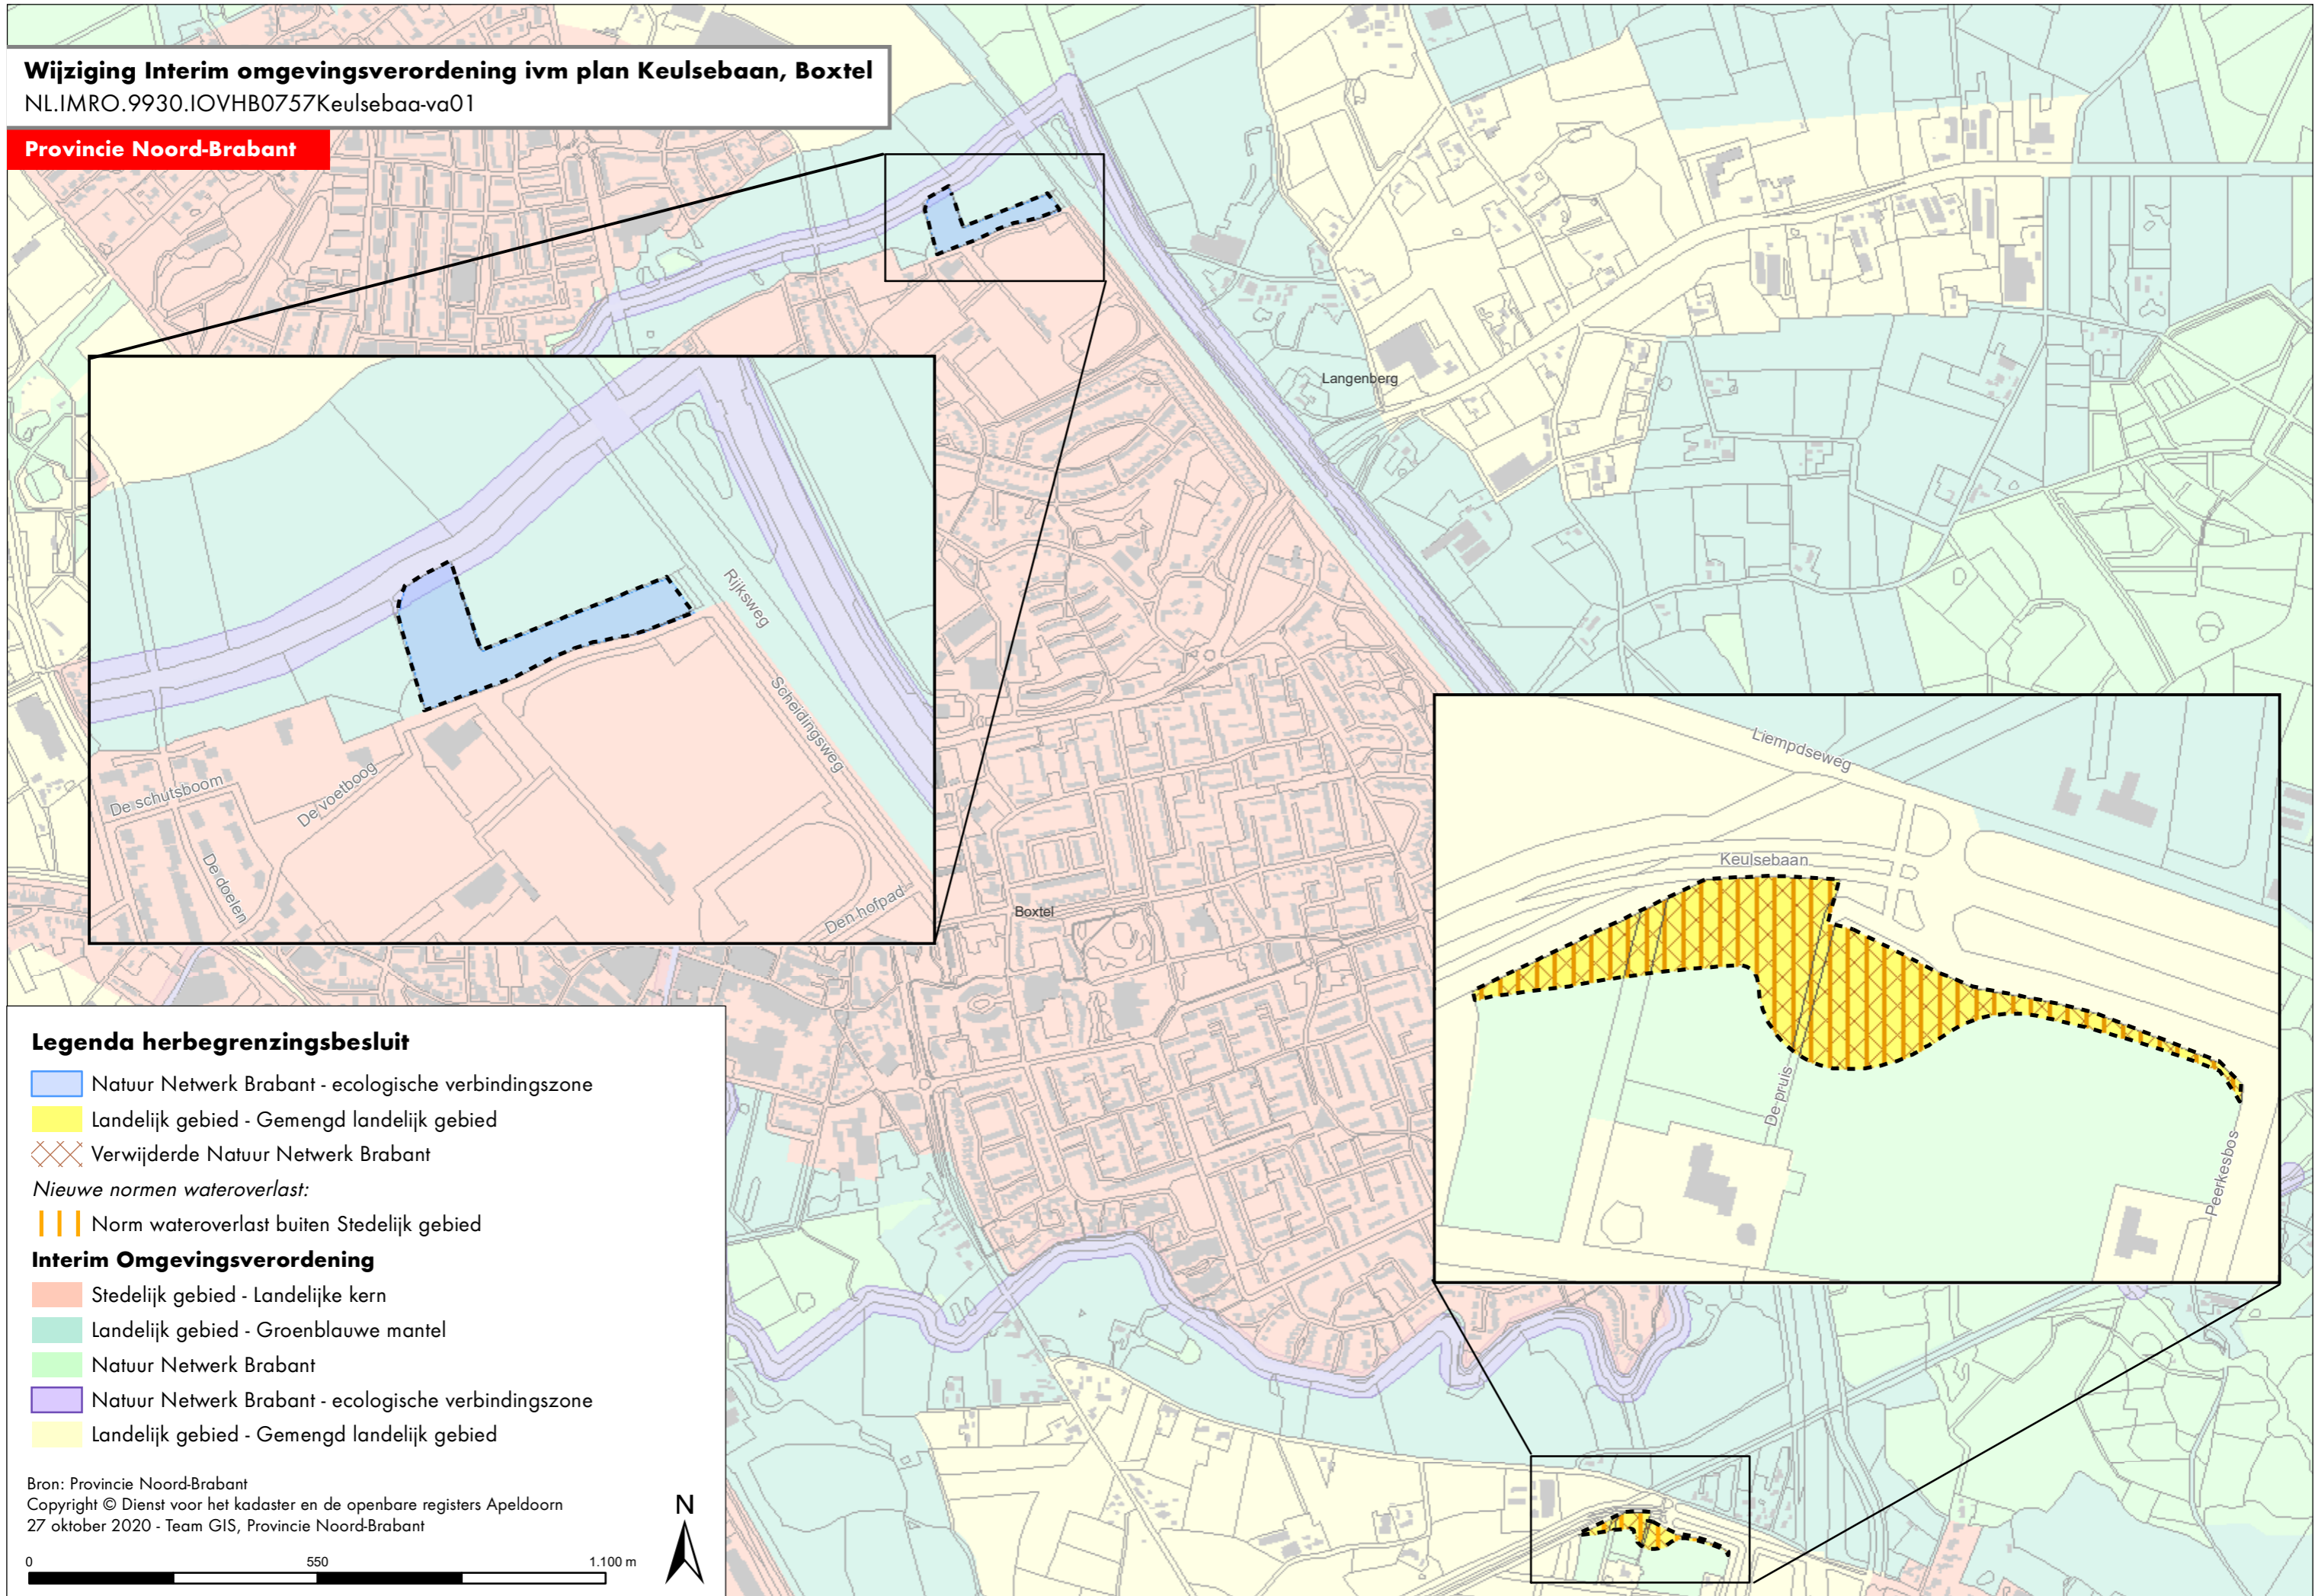 Wijziging Interim omgevingsverordening ivm plan Keulsebaan, Boxtel
NL.IMRO.9930.IOVHB0757Keulsebaa-va01
Provincie Noord-Brabant
Langenberg
Rijksweg
Scheidingsweg
De schutsboom
De voetboog
De doelen
Den hofpad
Boxtel
Liempdseweg
Keulsebaan
De pruis
Peerkesbos
Legenda herbegrenzingsbesluit
Natuur Netwerk Brabant - ecologische verbindingszone
Landelijk gebied - Gemengd landelijk gebied
Verwijderde Natuur Netwerk Brabant
Nieuwe normen wateroverlast:
Norm wateroverlast buiten Stedelijk gebied
Interim Omgevingsverordening
Stedelijk gebied - Landelijke kern
Landelijk gebied - Groenblauwe mantel
Natuur Netwerk Brabant
Natuur Netwerk Brabant - ecologische verbindingszone
Landelijk gebied - Gemengd landelijk gebied
Bron: Provincie Noord-Brabant
Copyright © Dienst voor het kadaster en de openbare registers Apeldoorn
27 oktober 2020 - Team GIS, Provincie Noord-Brabant
N
0 550 1.100 m